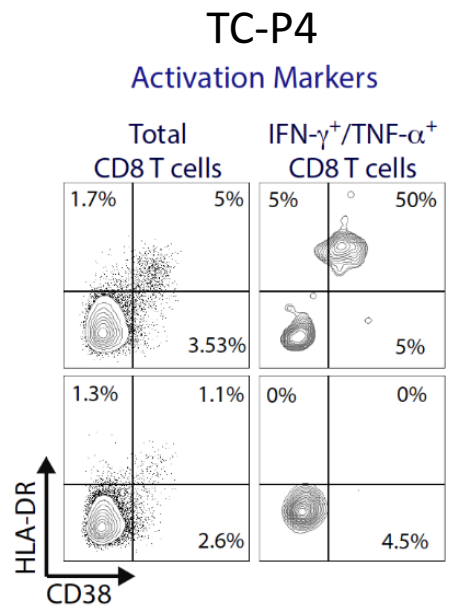 TC-P4
Activation Markers
Total
CD8 T cells
IFN-γ⁺/TNF-α⁺
CD8 T cells
1.7% 5%
3.53%
5% 50%
5%
1.3% 1.1%
2.6%
0% 0%
4.5%
HLA-DR
CD38